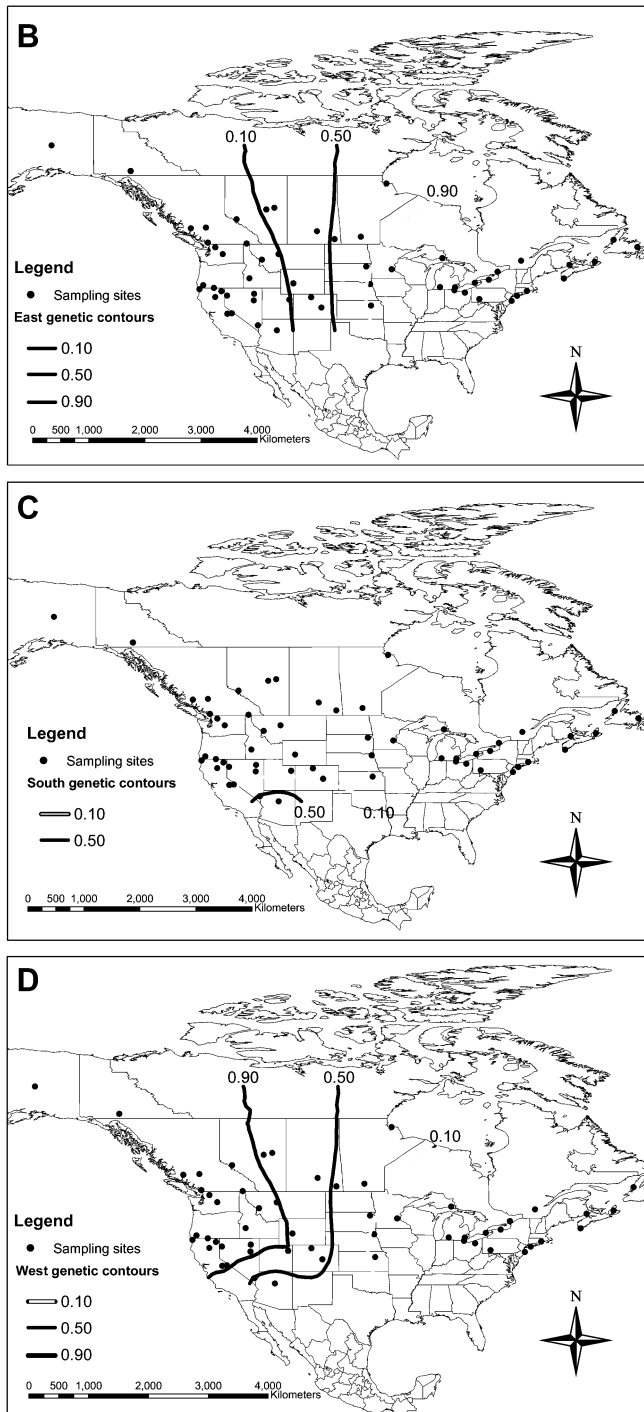 B
0.10
0.50
0.90
Legend
Sampling sites
East genetic contours
0.10
0.50
0.90
N
0 500 1,000 2,000 3,000 4,000
Kilometers
C
Legend
Sampling sites
South genetic contours
0.10
0.50
0.50
0.10
N
0 500 1,000 2,000 3,000 4,000
Kilometers
D
0.90
0.50
0.10
Legend
Sampling sites
West genetic contours
0.10
0.50
0.90
N
0 500 1,000 2,000 3,000 4,000
Kilometers